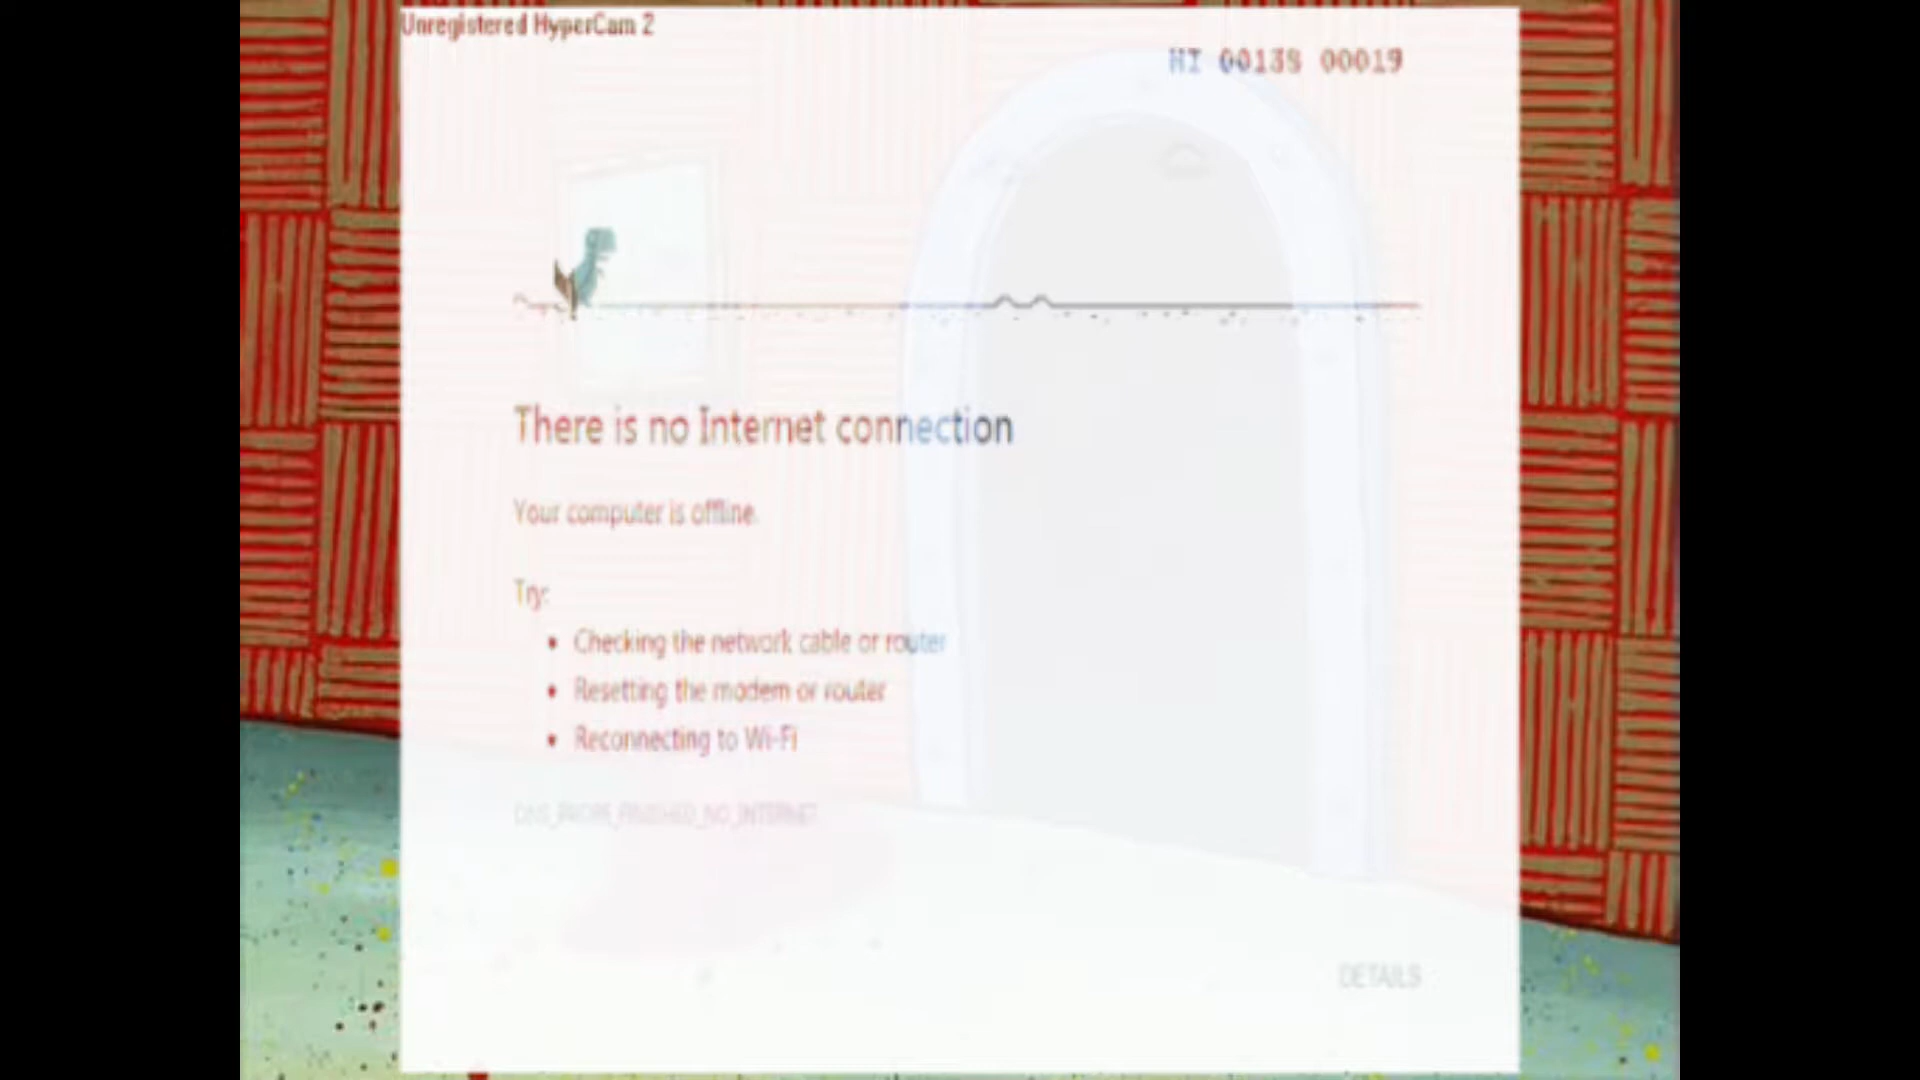 Unregistered HyperCam 2
HI 00138 00019
There is no Internet connection
Your computer is offline.
Try:
• Checking the network cable or router
• Resetting the modem or router
• Reconnecting to Wi-Fi
DNS_PROBE_FINISHED_NO_INTERNET
DETAILS